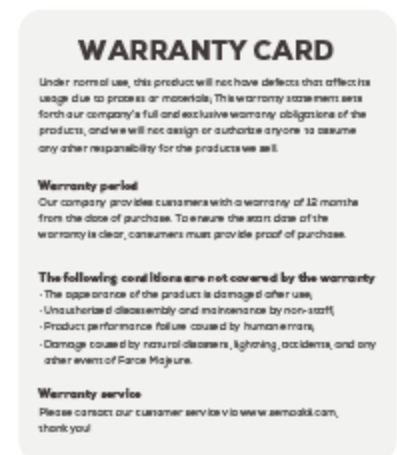 WARRANTY CARD
Under normal use, this product will not have defects that affect its
usage due to process or materials; This warranty statement sets
forth our company's full and exclusive warranty obligations of the
products, and we will not assign or authorize anyone to assume
any other responsibility for the products we sell.
Warranty period
Our company provides customers with a warranty of 12 months
from the date of purchase. To ensure the start date of the
warranty is clear, consumers must provide proof of purchase.
The following conditions are not covered by the warranty
·The appearance of the product is damaged after use;
·Unauthorized disassembly and maintenance by non-staff;
·Product performance failure caused by human errors;
·Damage caused by natural disasters, lightning, accidents, and any
other event of Force Majeure.
Warranty service
Please contact our customer service via
thank you!